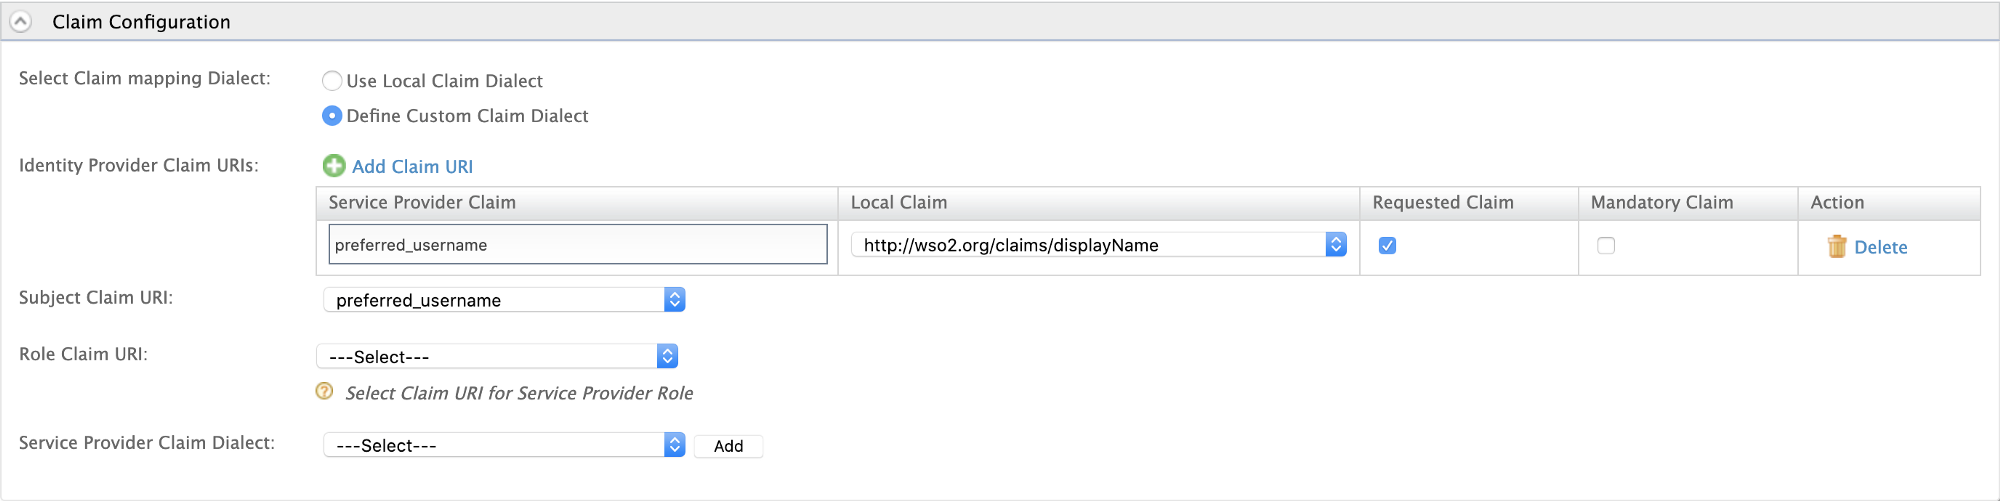 Claim Configuration
Select Claim mapping Dialect:
Use Local Claim Dialect
Define Custom Claim Dialect
Identity Provider Claim URIs:
Add Claim URI
Service Provider Claim Local Claim Requested Claim Mandatory Claim Action
preferred_username http://wso2.org/claims/displayName Delete
Subject Claim URI: preferred_username
Role Claim URI: ---Select---
Select Claim URI for Service Provider Role
Service Provider Claim Dialect: ---Select--- Add